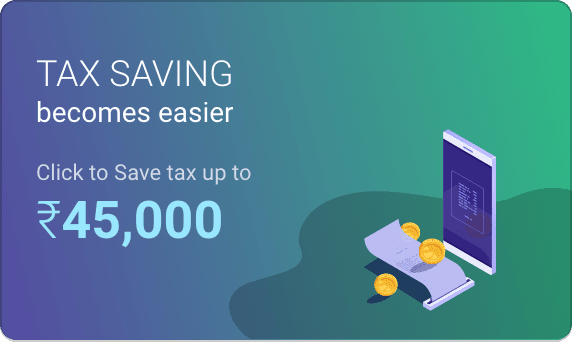 TAX SAVING
becomes easier
Click to Save tax up to
₹45,000